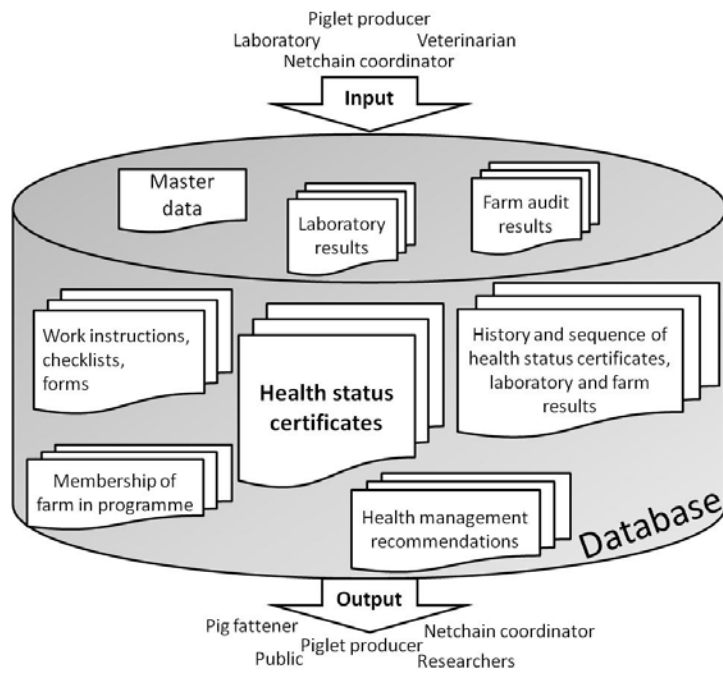 Piglet producer
Laboratory
Veterinarian
Netchain coordinator
Input
Master
data
Laboratory
results
Farm audit
results
Work instructions,
checklists,
forms
Health status
certificates
History and sequence of
health status certificates,
laboratory and farm
results
Membership of
farm in programme
Health management
recommendations
Database
Output
Pig fattener
Piglet producer
Netchain coordinator
Public
Researchers